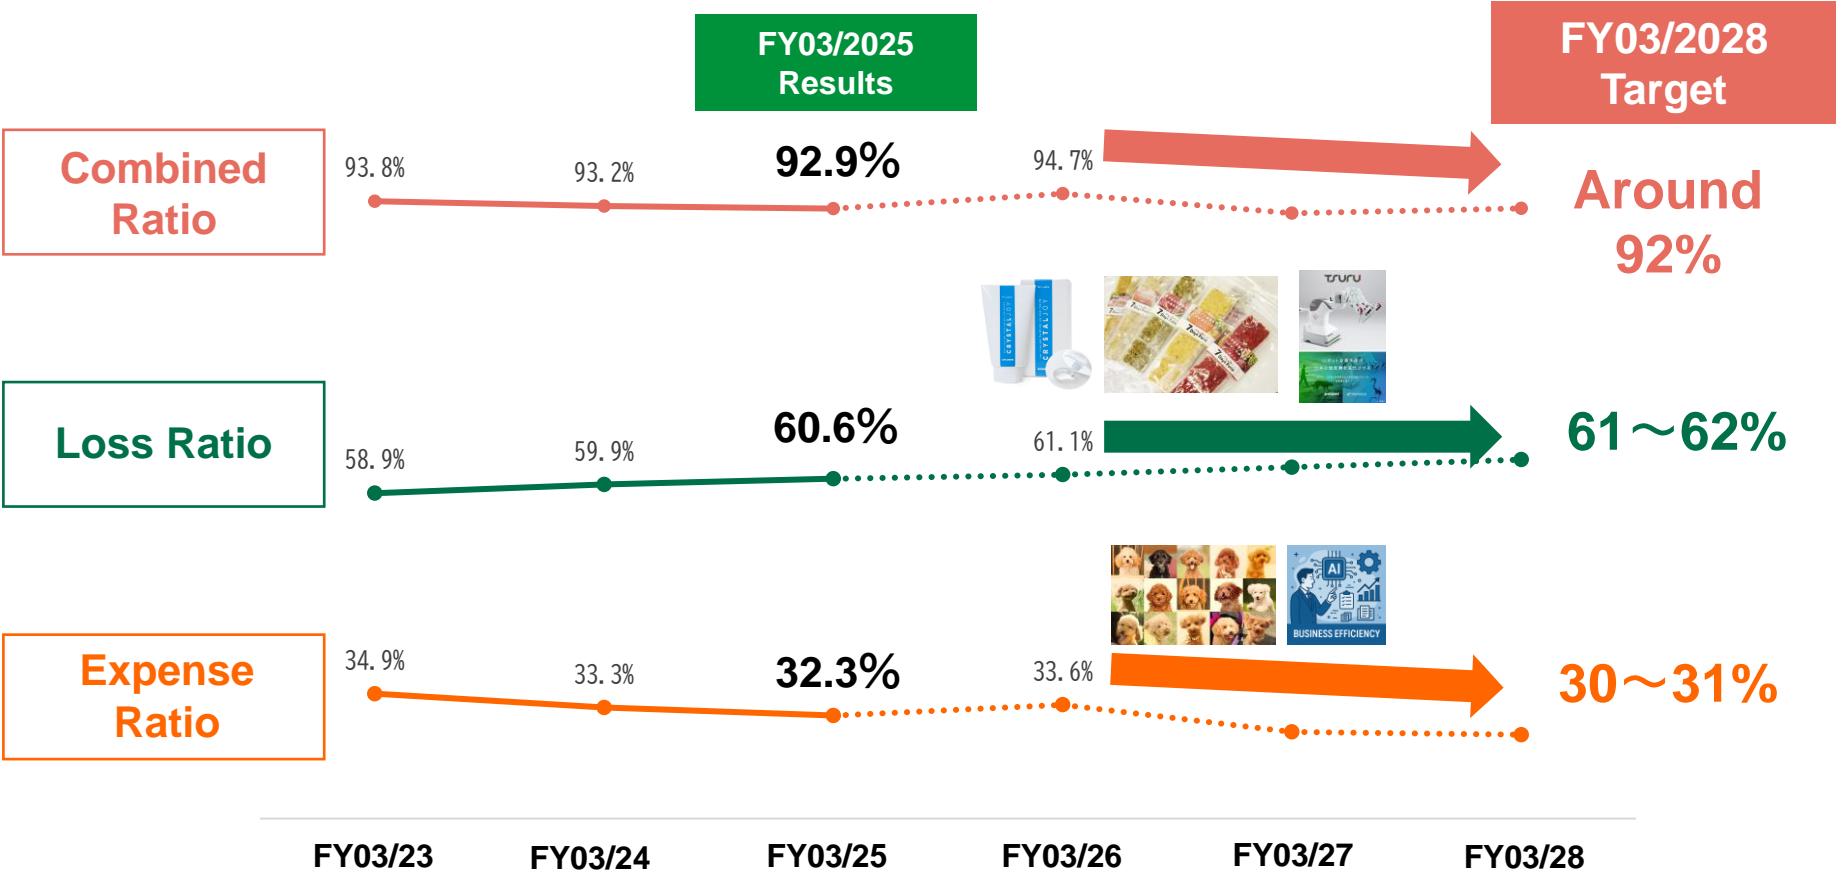 FY03/2025
Results
FY03/2028
Target
Combined
Ratio
93.8%
93.2%
92.9%
94.7%
Around
92%
CRYSTALJOY
CRYSTALJOY
TSURU
Loss Ratio
58.9%
59.9%
60.6%
61.1%
61～62%
AI
BUSINESS EFFICIENCY
Expense
Ratio
34.9%
33.3%
32.3%
33.6%
30～31%
FY03/23
FY03/24
FY03/25
FY03/26
FY03/27
FY03/28